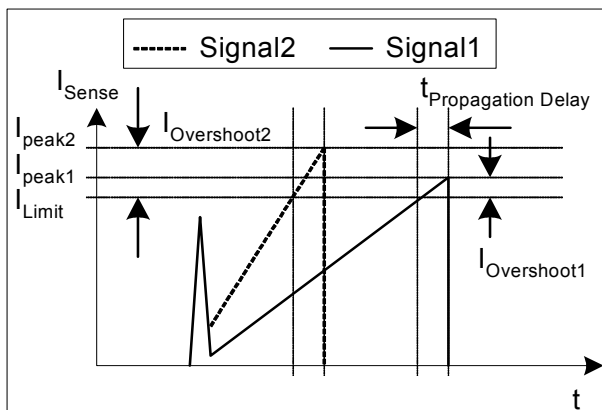 Signal2 Signal1
I_Sense
t_Propagation Delay
I_peak2
I_Overshoot2
I_peak1
I_Limit
I_Overshoot1
t